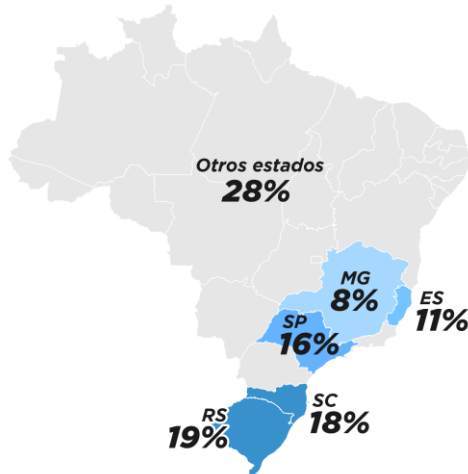 Otros estados
28%
MG
8%
ES
11%
SP
16%
SC
18%
RS
19%